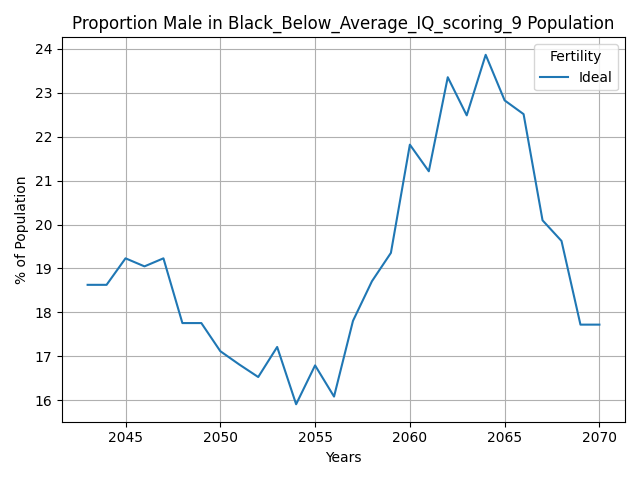 Proportion Male in Black_Below_Average_IQ_scoring_9 Population
Fertility
Ideal
24
23
22
21
20
19
18
17
16
% of Population
2045 2050 2055 2060 2065 2070
Years